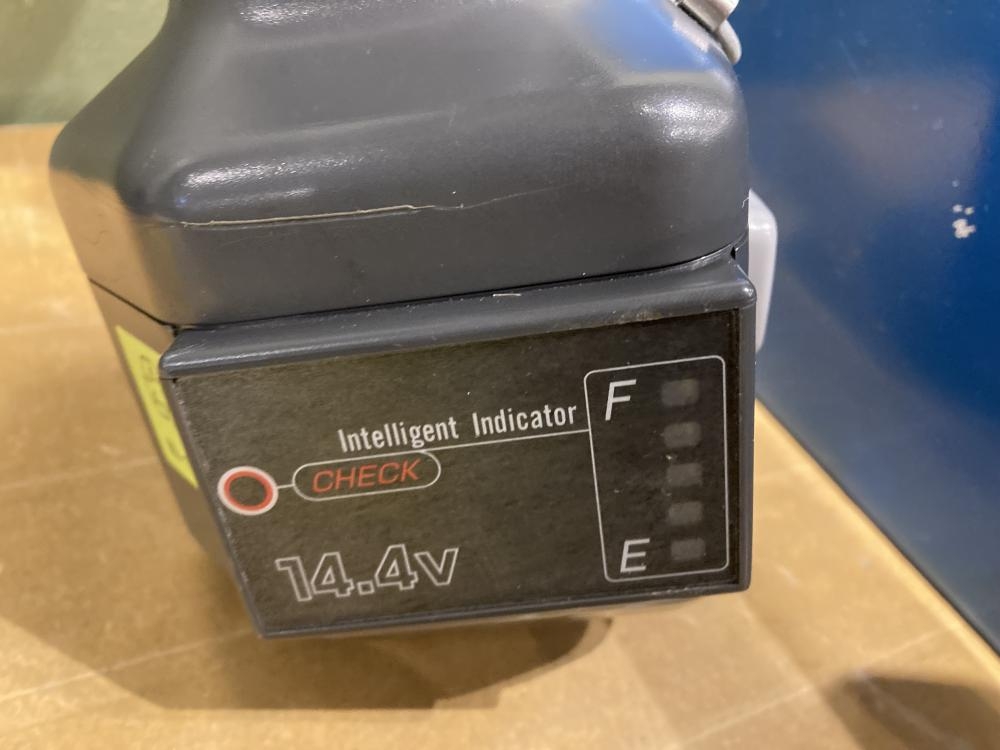 F
Intelligent Indicator
CHECK
E
14.4v